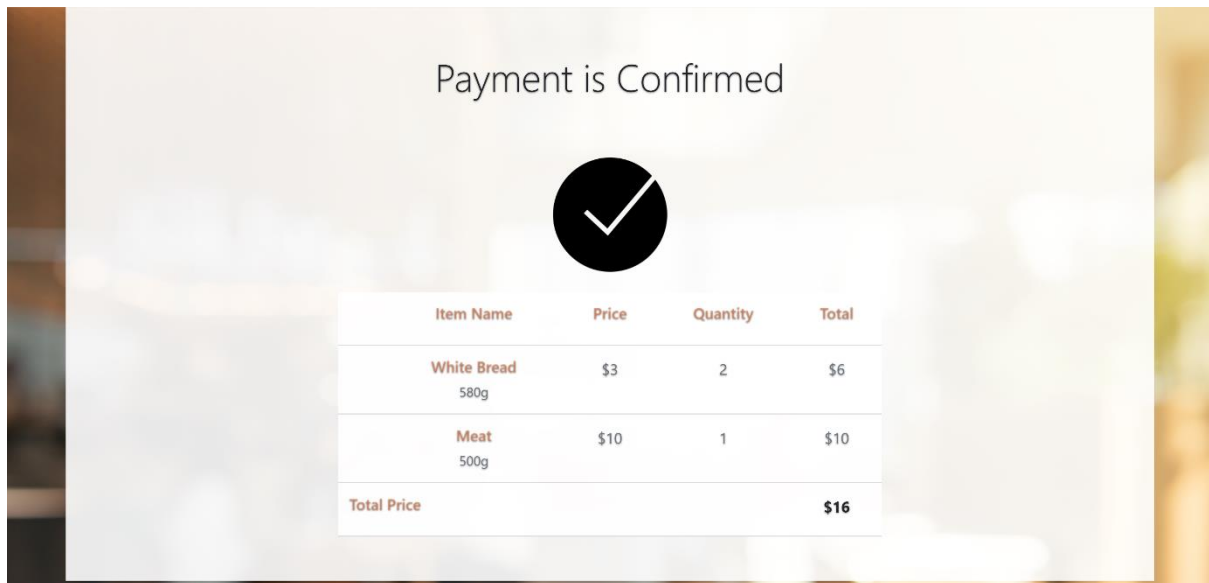 Payment is Confirmed
Item Name Price Quantity Total
White Bread $3 2 $6
580g
Meat $10 1 $10
500g
Total Price $16